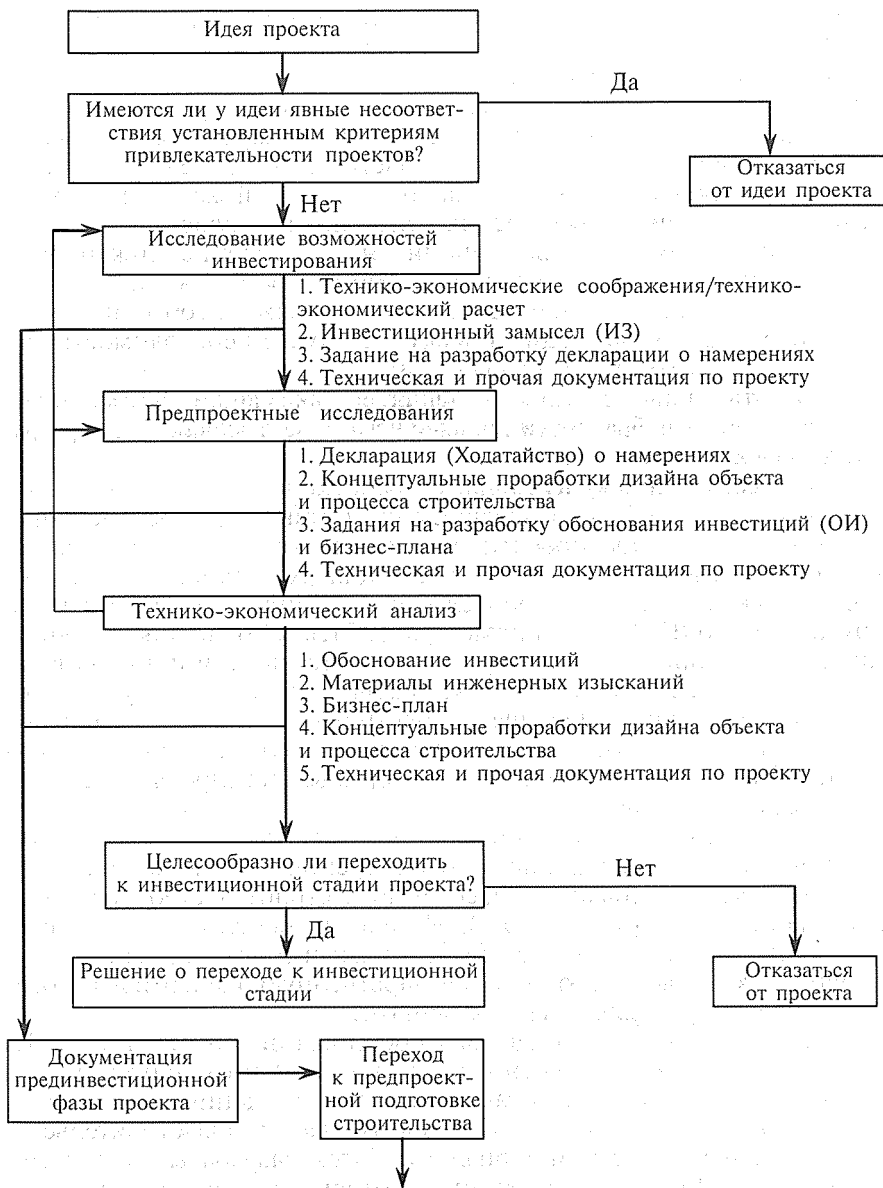 Идея проекта
Да
Имеются ли у идеи явные несоответ-
ствия установленным критериям
привлекательности проектов?
Отказаться
от идеи проекта
Нет
Исследование возможностей
инвестирования
1. Технико-экономические соображения/технико-
экономический расчет
2. Инвестиционный замысел (ИЗ)
3. Задание на разработку декларации о намерениях
4. Техническая и прочая документация по проекту
Предпроектные исследования
1. Декларация (Ходатайство) о намерениях
2. Концептуальные проработки дизайна объекта
и процесса строительства
3. Задания на разработку обоснования инвестиций (ОИ)
и бизнес-плана
4. Техническая и прочая документация по проекту
Технико-экономический анализ
1. Обоснование инвестиций
2. Материалы инженерных изысканий
3. Бизнес-план
4. Концептуальные проработки дизайна объекта
и процесса строительства
5. Техническая и прочая документация по проекту
Целесообразно ли переходить
к инвестиционной стадии проекта?
Нет
Да
Решение о переходе к инвестиционной
стадии
Отказаться
от проекта
Документация
прединвестиционной
фазы проекта
Переход
к предпроект-
ной подготовке
строительства